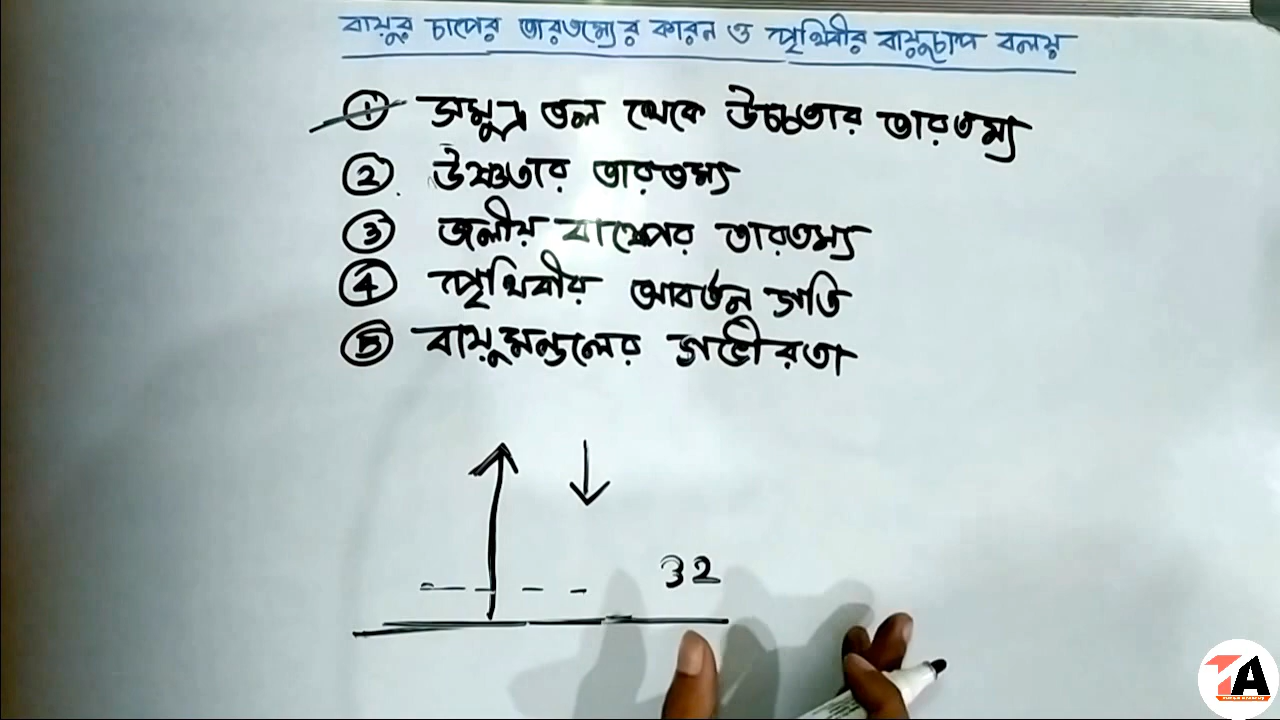 বায়ুর চাপের তারতম্যের কারন ও পৃথিবীর বায়ুচাপ বলয়
① সমুদ্র তল থেকে উচ্চতার তারতম্য
② উষ্ণতার তারতম্য
③ জলীয় বাষ্পের তারতম্য
④ পৃথিবীর আবর্তন গতি
⑤ বায়ুমন্ডলের গভীরতা
32
TA